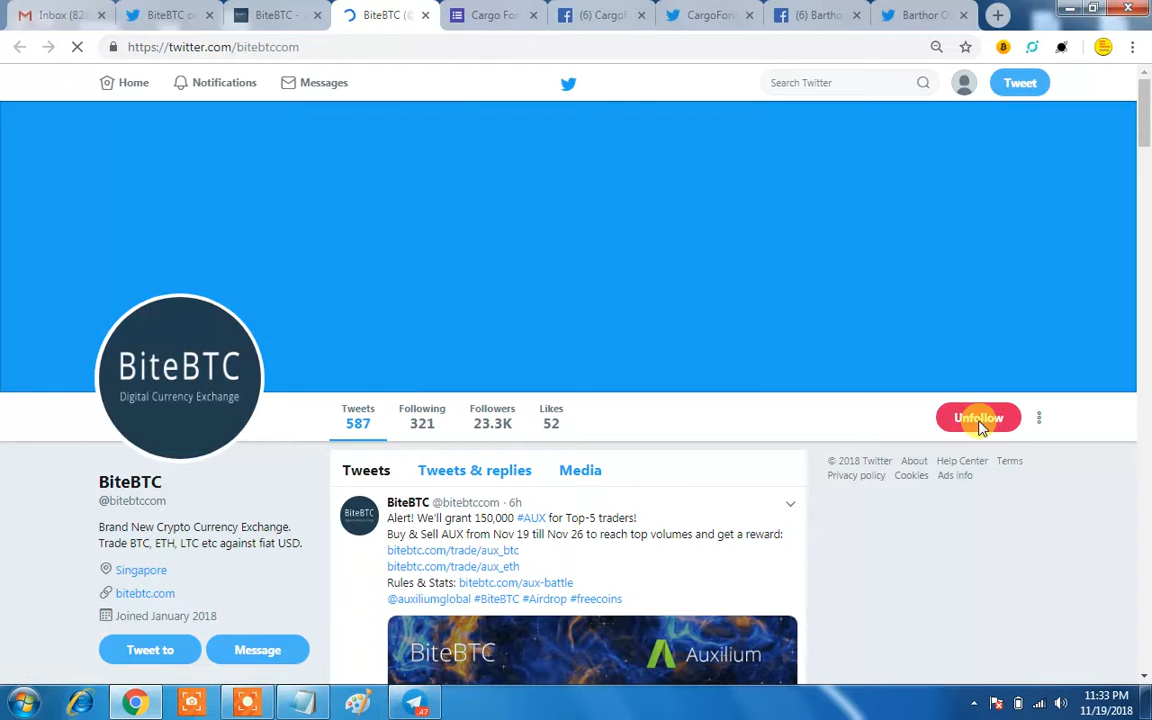 Inbox (82
BiteBTC o
BiteBTC -
BiteBTC (@
Cargo Fo
(6) Cargof
CargoFon
(6) Bartho
Barthor O
https://twitter.com/bitebtccom
Home
Notifications
Messages
Search Twitter
Tweet
BiteBTC
Digital Currency Exchange
Tweets
587
Following
321
Followers
23.3K
Likes
52
Unfollow
BiteBTC
@bitebtccom
Brand New Crypto Currency Exchange.
Trade BTC, ETH, LTC etc against fiat USD.
Singapore
bitebtc.com
Joined January 2018
Tweet to
Message
Tweets
Tweets & replies
Media
BiteBTC
BiteBTC @bitebtccom · 6h
Alert! We'll grant 150,000 #AUX for Top-5 traders!
Buy & Sell AUX from Nov 19 till Nov 26 to reach top volumes and get a reward:
bitebtc.com/trade/aux_btc
bitebtc.com/trade/aux_eth
Rules & Stats: bitebtc.com/aux-battle
@auxiliumglobal #BiteBTC #Airdrop #freecoins
BiteBTC
Auxilium
© 2018 Twitter About Help Center Terms
Privacy policy Cookies Ads info
47
11:33 PM
11/19/2018